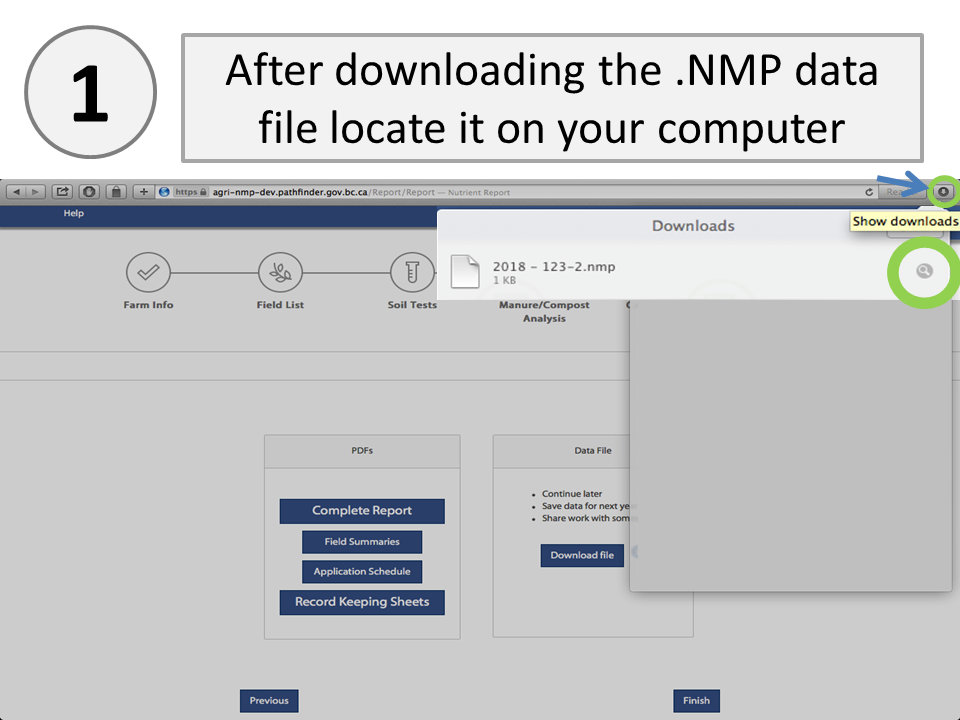 1
After downloading the .NMP data
file locate it on your computer
https agri-nmp-dev.pathfinder.gov.bc.ca/Report/Report — Nutrient Report
Help
Show downloads
Downloads
2018 - 123-2.nmp
1 KB
Farm Info
Field List
Soil Tests
Manure/Compost
Analysis
PDFs
Complete Report
Field Summaries
Application Schedule
Record Keeping Sheets
Data File
• Continue later
• Save data for next
• Share work with
Download file
Previous
Finish